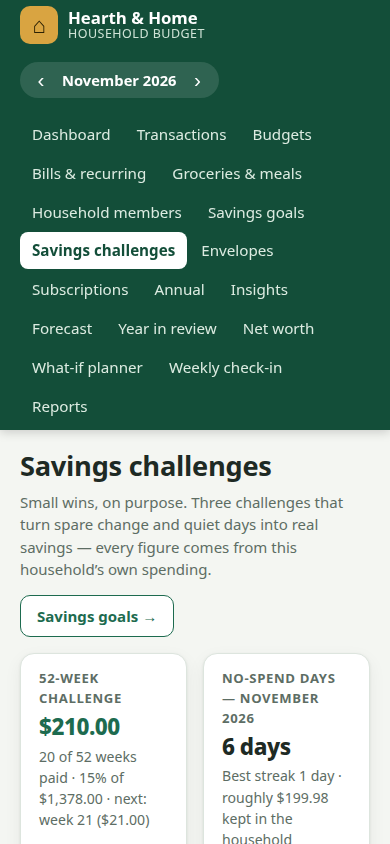 Hearth & Home
HOUSEHOLD BUDGET
‹ November 2026 ›
Dashboard Transactions Budgets
Bills & recurring Groceries & meals
Household members Savings goals
Savings challenges Envelopes
Subscriptions Annual Insights
Forecast Year in review Net worth
What-if planner Weekly check-in
Reports
Savings challenges
Small wins, on purpose. Three challenges that
turn spare change and quiet days into real
savings — every figure comes from this
household’s own spending.
Savings goals →
52-WEEK
CHALLENGE
$210.00
20 of 52 weeks
paid · 15% of
$1,378.00 · next:
week 21 ($21.00)
NO-SPEND DAYS
— NOVEMBER
2026
6 days
Best streak 1 day ·
roughly $199.98
kept in the
household